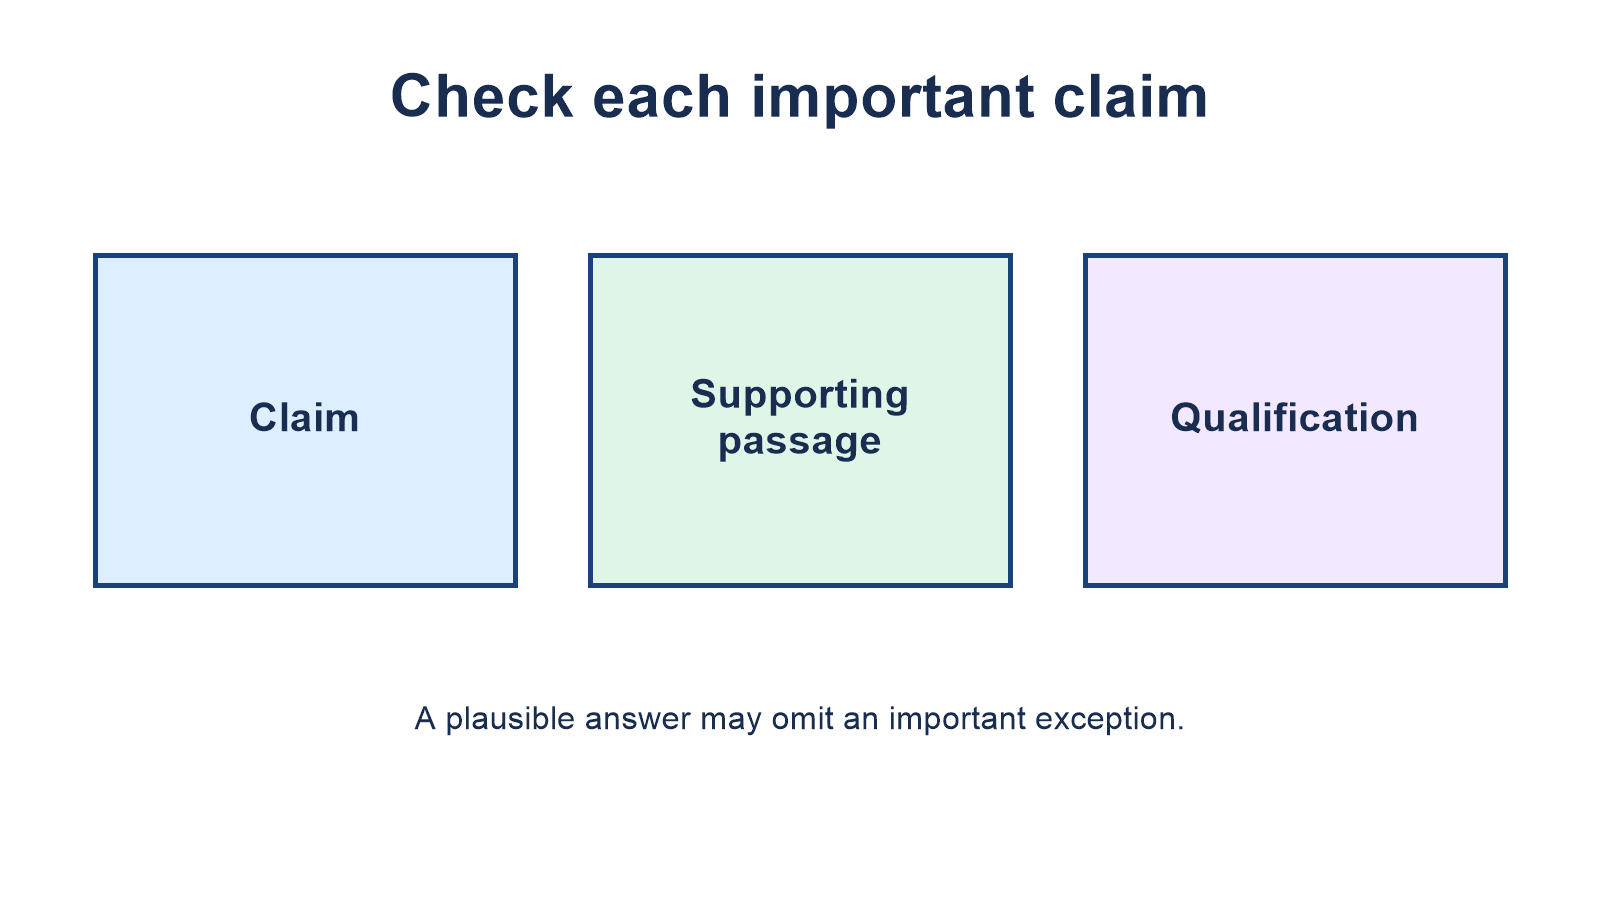 Check each important claim
Claim
Supporting
passage
Qualification
A plausible answer may omit an important exception.